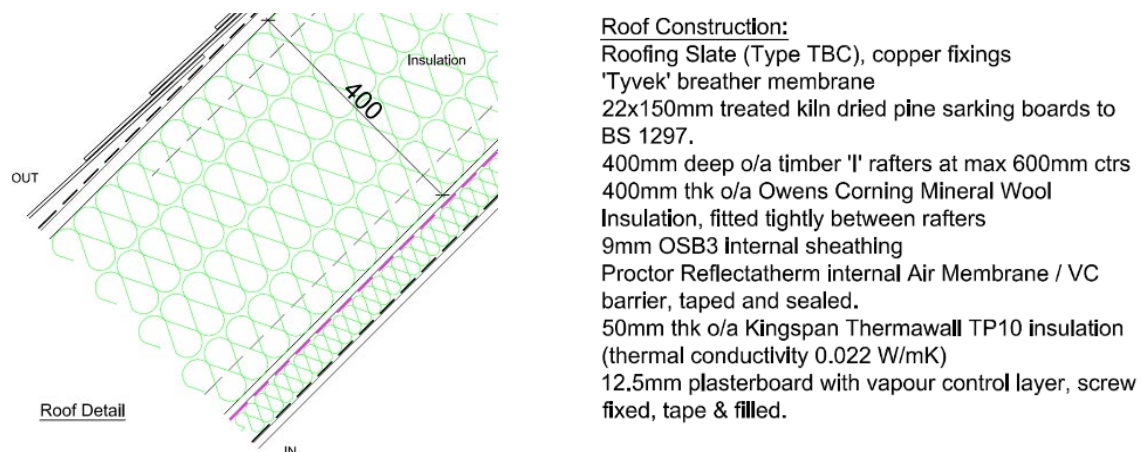 Insulation
400
OUT
Roof Detail
IN
Roof Construction:
Roofing Slate (Type TBC), copper fixings
'Tyvek' breather membrane
22x150mm treated kiln dried pine sarking boards to
BS 1297.
400mm deep o/a timber 'I' rafters at max 600mm ctrs
400mm thk o/a Owens Corning Mineral Wool
Insulation, fitted tightly between rafters
9mm OSB3 internal sheathing
Proctor Reflectatherm internal Air Membrane / VC
barrier, taped and sealed.
50mm thk o/a Kingspan Thermawall TP10 insulation
(thermal conductivity 0.022 W/mK)
12.5mm plasterboard with vapour control layer, screw
fixed, tape & filled.